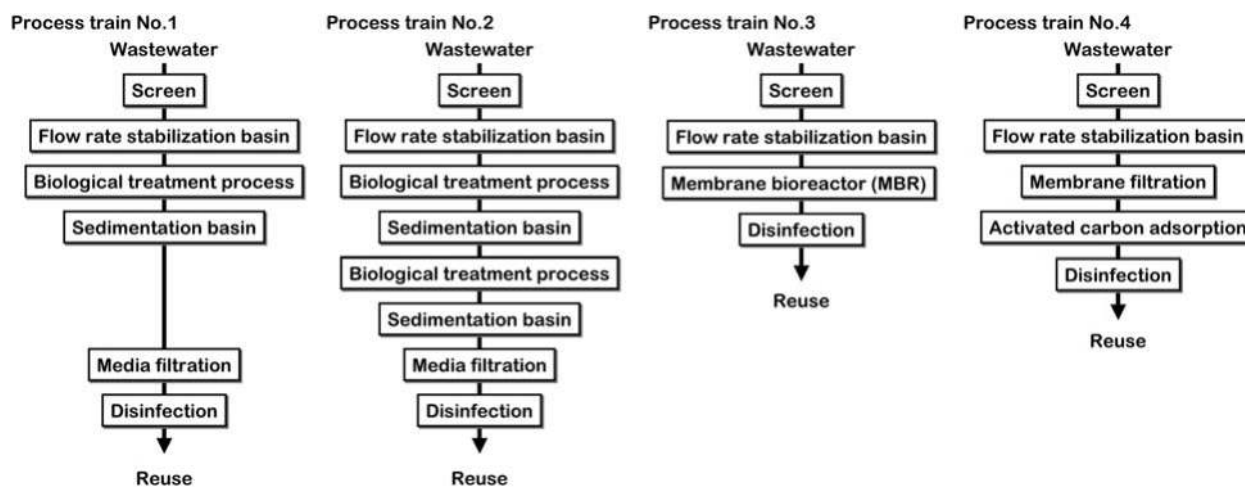 Process train No.1
Wastewater
Screen
Flow rate stabilization basin
Biological treatment process
Sedimentation basin
Media filtration
Disinfection
Reuse
Process train No.2
Wastewater
Screen
Flow rate stabilization basin
Biological treatment process
Sedimentation basin
Biological treatment process
Sedimentation basin
Media filtration
Disinfection
Reuse
Process train No.3
Wastewater
Screen
Flow rate stabilization basin
Membrane bioreactor (MBR)
Disinfection
Reuse
Process train No.4
Wastewater
Screen
Flow rate stabilization basin
Membrane filtration
Activated carbon adsorption
Disinfection
Reuse